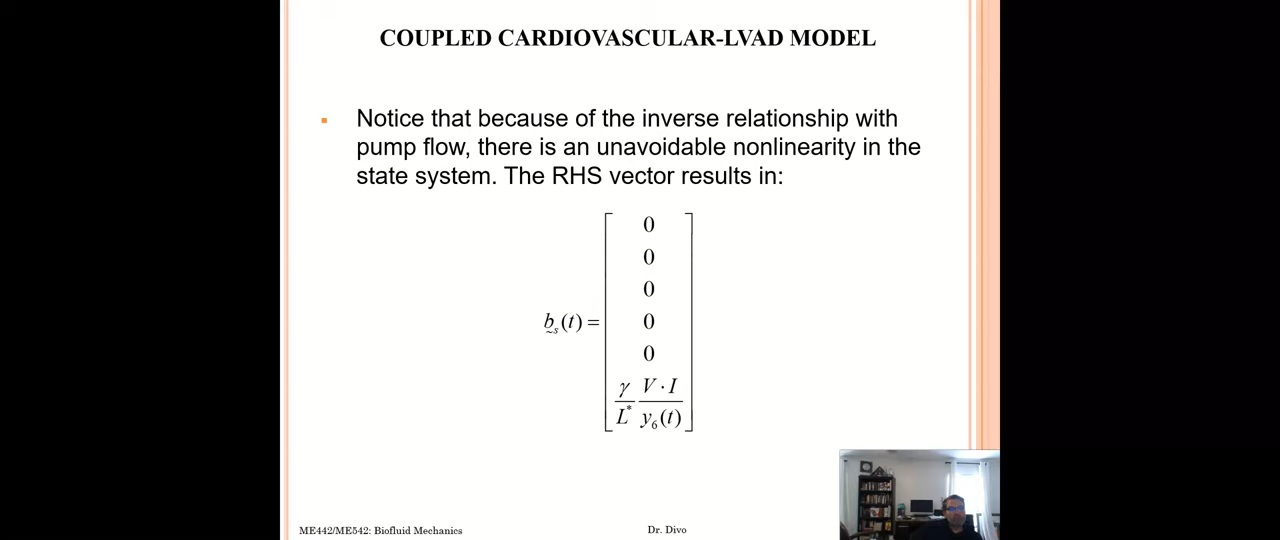 COUPLED CARDIOVASCULAR-LVAD MODEL
▪ Notice that because of the inverse relationship with
pump flow, there is an unavoidable nonlinearity in the
state system. The RHS vector results in:
0
0
0
b_s(t) = 0
0
γ/L* V·I/y₆(t)
ME442/ME542: Biofluid Mechanics
Dr. Divo